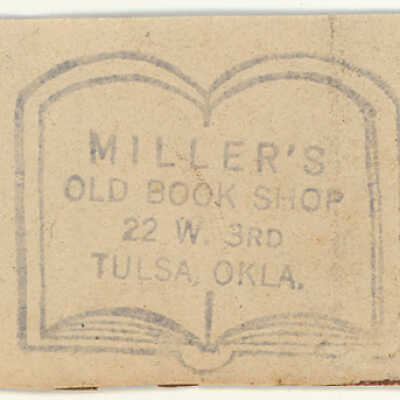 MILLER'S
OLD BOOK SHOP
22 W. 3RD
TULSA, OKLA.